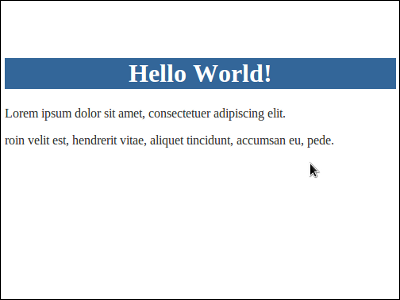 Hello World!
Lorem ipsum dolor sit amet, consectetuer adipiscing elit.
roin velit est, hendrerit vitae, aliquet tincidunt, accumsan eu, pede.